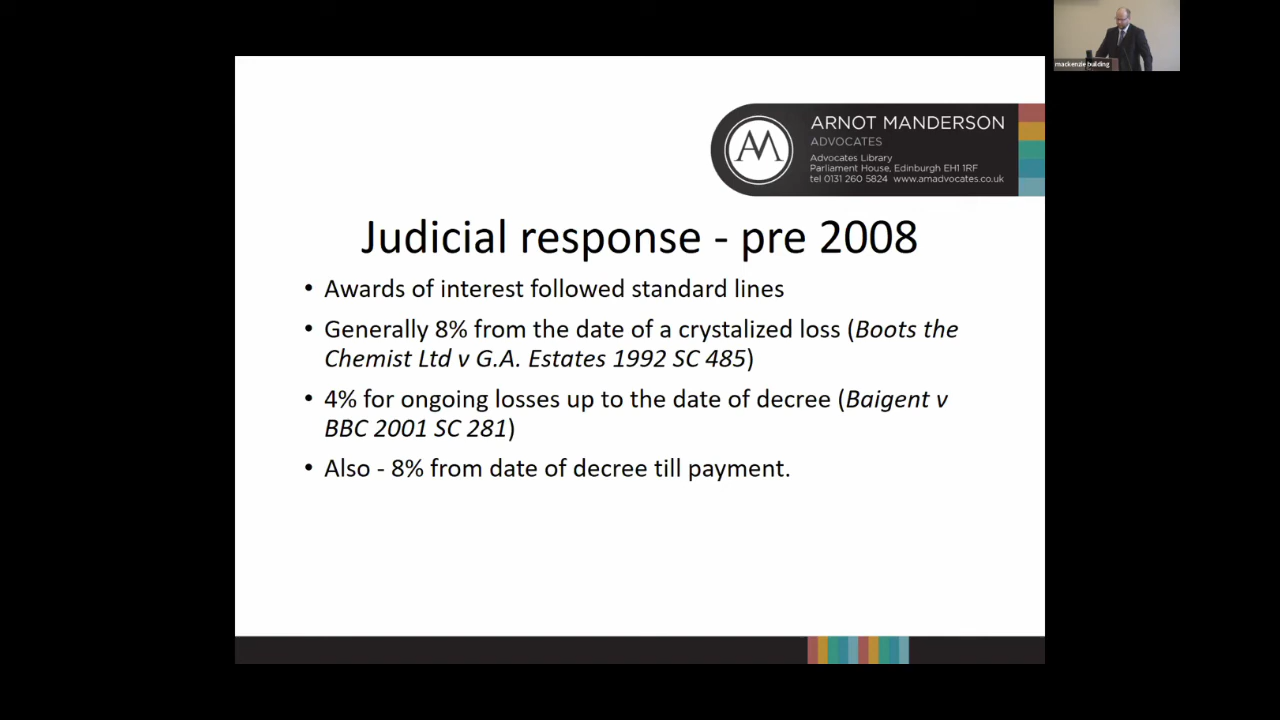 mackenzie building
AM
ARNOT MANDERSON
ADVOCATES
Advocates Library
Parliament House, Edinburgh EH1 1RF
tel 0131 260 5824 www.amadvocates.co.uk
Judicial response - pre 2008
• Awards of interest followed standard lines
• Generally 8% from the date of a crystalized loss (Boots the
Chemist Ltd v G.A. Estates 1992 SC 485)
• 4% for ongoing losses up to the date of decree (Baigent v
BBC 2001 SC 281)
• Also - 8% from date of decree till payment.